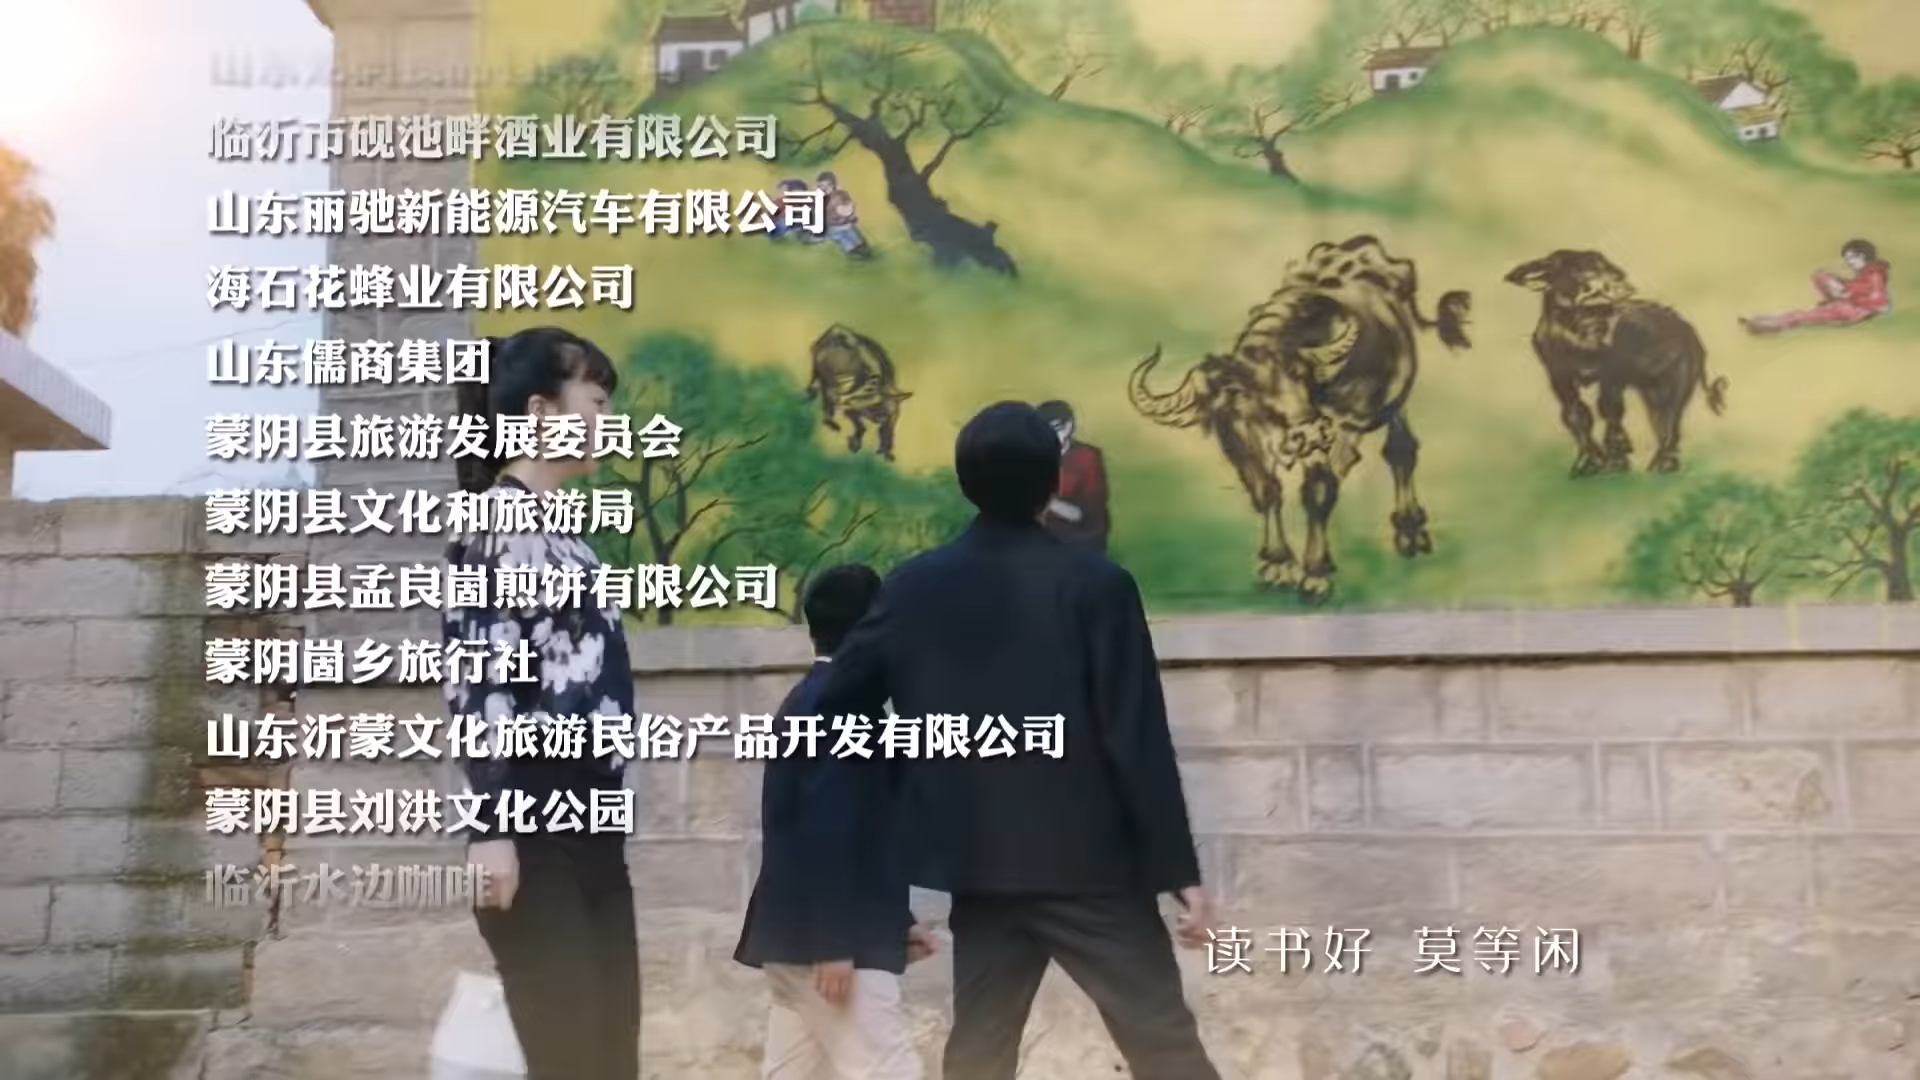 临沂市砚池畔酒业有限公司
山东丽驰新能源汽车有限公司
海石花蜂业有限公司
山东儒商集团
蒙阴县旅游发展委员会
蒙阴县文化和旅游局
蒙阴县孟良崮煎饼有限公司
蒙阴崮乡旅行社
山东沂蒙文化旅游民俗产品开发有限公司
蒙阴县刘洪文化公园
临沂水边咖啡
读书好 莫等闲